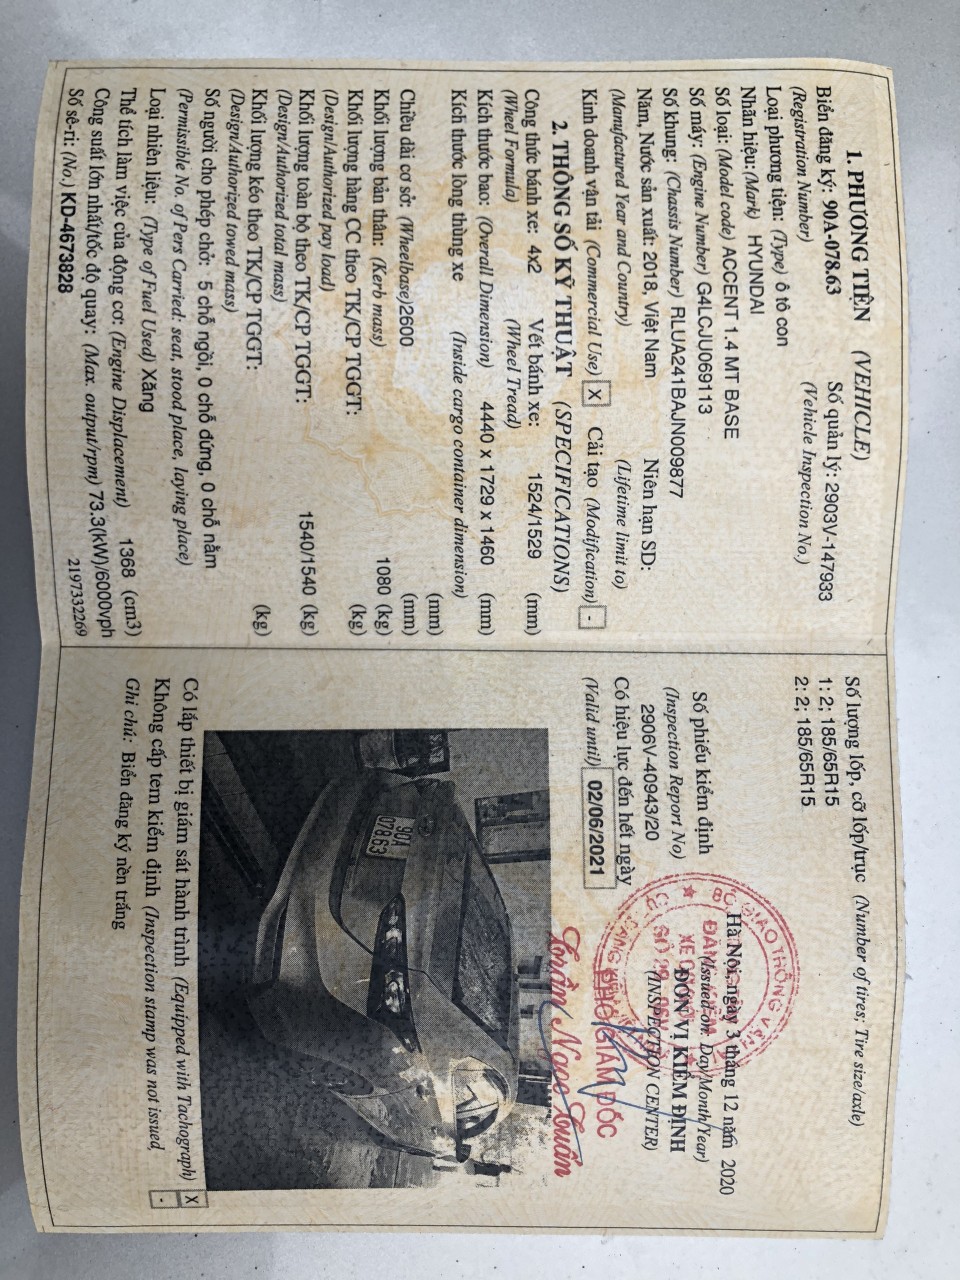 1. PHƯƠNG TIỆN (VEHICLE)
Biển đăng ký: 90A-078.63 Số quản lý: 2903V-147933
(Registration Number) (Vehicle Inspection No.)
Loại phương tiện: (Type) ô tô con
Nhãn hiệu: (Mark) HYUNDAI
Số loại: (Model code) ACCENT 1.4 MT BASE
Số máy: (Engine Number) G4LCJU069113
Số khung: (Chassis Number) RLUA241BAJN009877
Năm, Nước sản xuất: 2018, Việt Nam Niên hạn SD:
(Manufactured Year and Country) (Lifetime limit to)
Kinh doanh vận tải (Commercial Use) X Cải tạo (Modification) -
2. THÔNG SỐ KỸ THUẬT (SPECIFICATIONS)
Công thức bánh xe: 4x2 Vết bánh xe: 1524/1529 (mm)
(Wheel Formula) (Wheel Tread)
Kích thước bao: (Overall Dimension) 4440 x 1729 x 1460 (mm)
Kích thước lòng thùng xe (Inside cargo container dimension)
(mm)
Chiều dài cơ sở: (Wheelbase) 2600 (mm)
Khối lượng bản thân: (Kerb mass) 1080 (kg)
Khối lượng hàng CC theo TK/CP TGGT: (kg)
(Design/Authorized pay load)
Khối lượng toàn bộ theo TK/CP TGGT: 1540/1540 (kg)
(Design/Authorized total mass)
Khối lượng kéo theo TK/CP TGGT: (kg)
(Design/Authorized towed mass)
Số người cho phép chở: 5 chỗ ngồi, 0 chỗ đứng, 0 chỗ nằm
(Permissible No. of Pers Carried: seat, stood place, laying place)
Loại nhiên liệu: (Type of Fuel Used) Xăng
Thể tích làm việc của động cơ: (Engine Displacement) 1368 (cm3)
Công suất lớn nhất/tốc độ quay: (Max. output/rpm) 73.3(kW)/6000vph
Số sê-ri: (No.) KD-4673828 2197332269
Số lượng lốp, cỡ lốp/trục (Number of tires; Tire size/axle)
1: 2; 185/65R15
2: 2; 185/65R15
Hà Nội, ngày 3 tháng 12 năm 2020
(Issued on: Day/Month/Year)
ĐƠN VỊ KIỂM ĐỊNH
(INSPECTION CENTER)
BỘ GIAO THÔNG VẬN TẢI
ĐĂNG KIỂM
XE CƠ GIỚI
SỐ 29 - 06V
PHÓ GIÁM ĐỐC
Trần Ngọc Tuấn
Số phiếu kiểm định
(Inspection Report No)
2906V-40943/20
Có hiệu lực đến hết ngày
(Valid until) 02/06/2021
90A
078.63
Có lắp thiết bị giám sát hành trình (Equipped with Tachograph) X
Không cấp tem kiểm định (Inspection stamp was not issued, -
Ghi chú: Biển đăng ký nền trắng